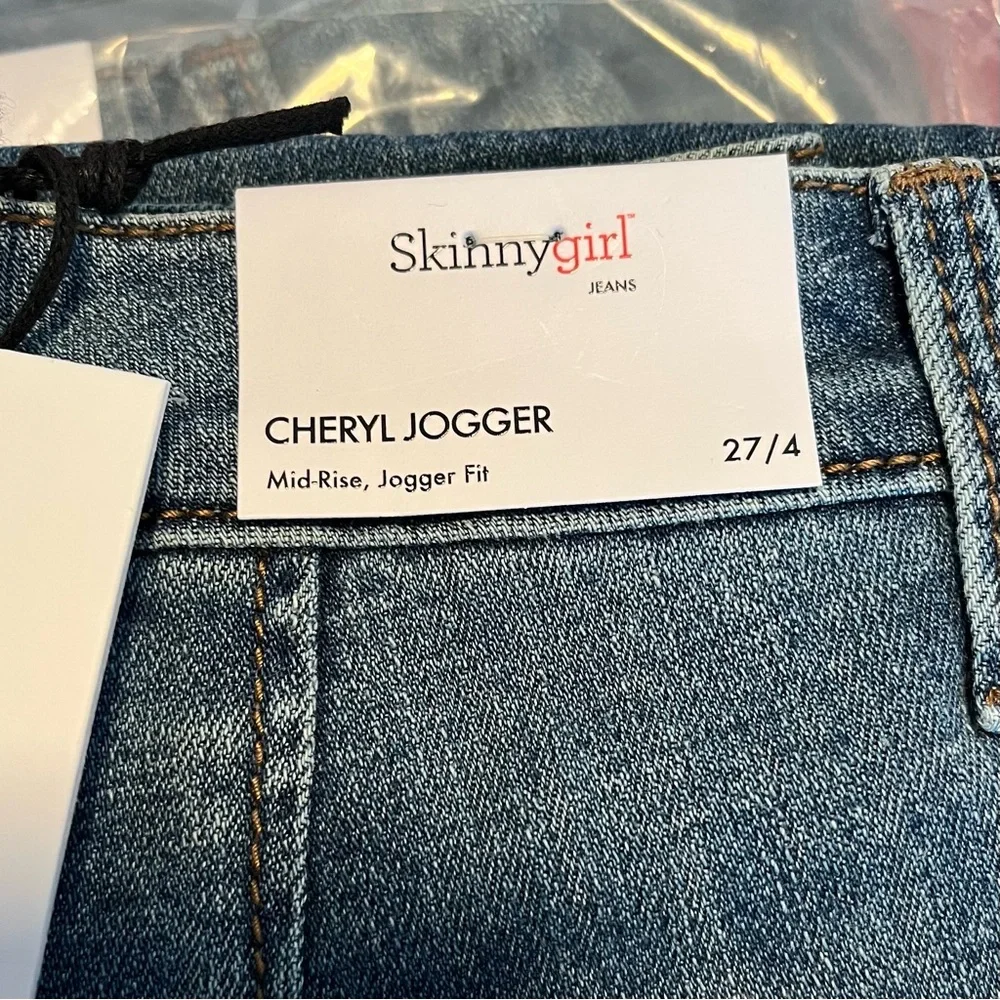 Skinnygirl™
JEANS
CHERYL JOGGER
Mid-Rise, Jogger Fit
27/4